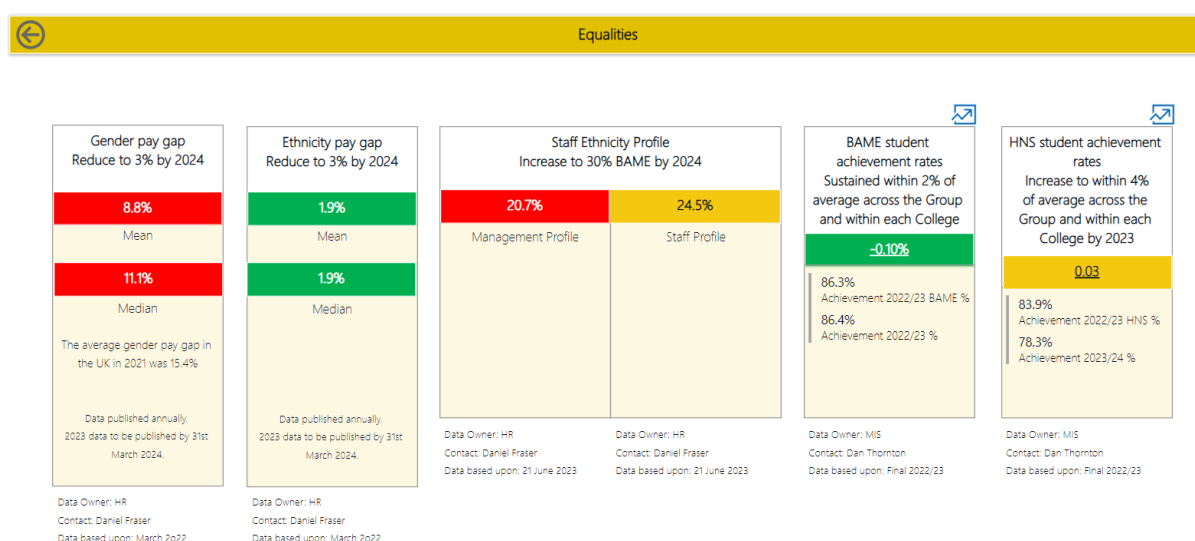 Equalities
Gender pay gap
Reduce to 3% by 2024
8.8%
Mean
11.1%
Median
The average gender pay gap in
the UK in 2021 was 15.4%
Data published annually.
2023 data to be published by 31st
March 2024.
Data Owner: HR
Contact: Daniel Fraser
Data based upon: March 2o22
Ethnicity pay gap
Reduce to 3% by 2024
1.9%
Mean
1.9%
Median
Data published annually.
2023 data to be published by 31st
March 2024.
Data Owner: HR
Contact: Daniel Fraser
Data based upon: March 2o22
Staff Ethnicity Profile
Increase to 30% BAME by 2024
20.7%
Management Profile
24.5%
Staff Profile
Data Owner: HR
Contact: Daniel Fraser
Data based upon: 21 June 2023
Data Owner: HR
Contact: Daniel Fraser
Data based upon: 21 June 2023
BAME student
achievement rates
Sustained within 2% of
average across the Group
and within each College
-0.10%
86.3%
Achievement 2022/23 BAME %
86.4%
Achievement 2022/23 %
Data Owner: MIS
Contact: Dan Thornton
Data based upon: Final 2022/23
HNS student achievement
rates
Increase to within 4%
of average across the
Group and within each
College by 2023
0.03
83.9%
Achievement 2022/23 HNS %
78.3%
Achievement 2023/24 %
Data Owner: MIS
Contact: Dan Thornton
Data based upon: Final 2022/23